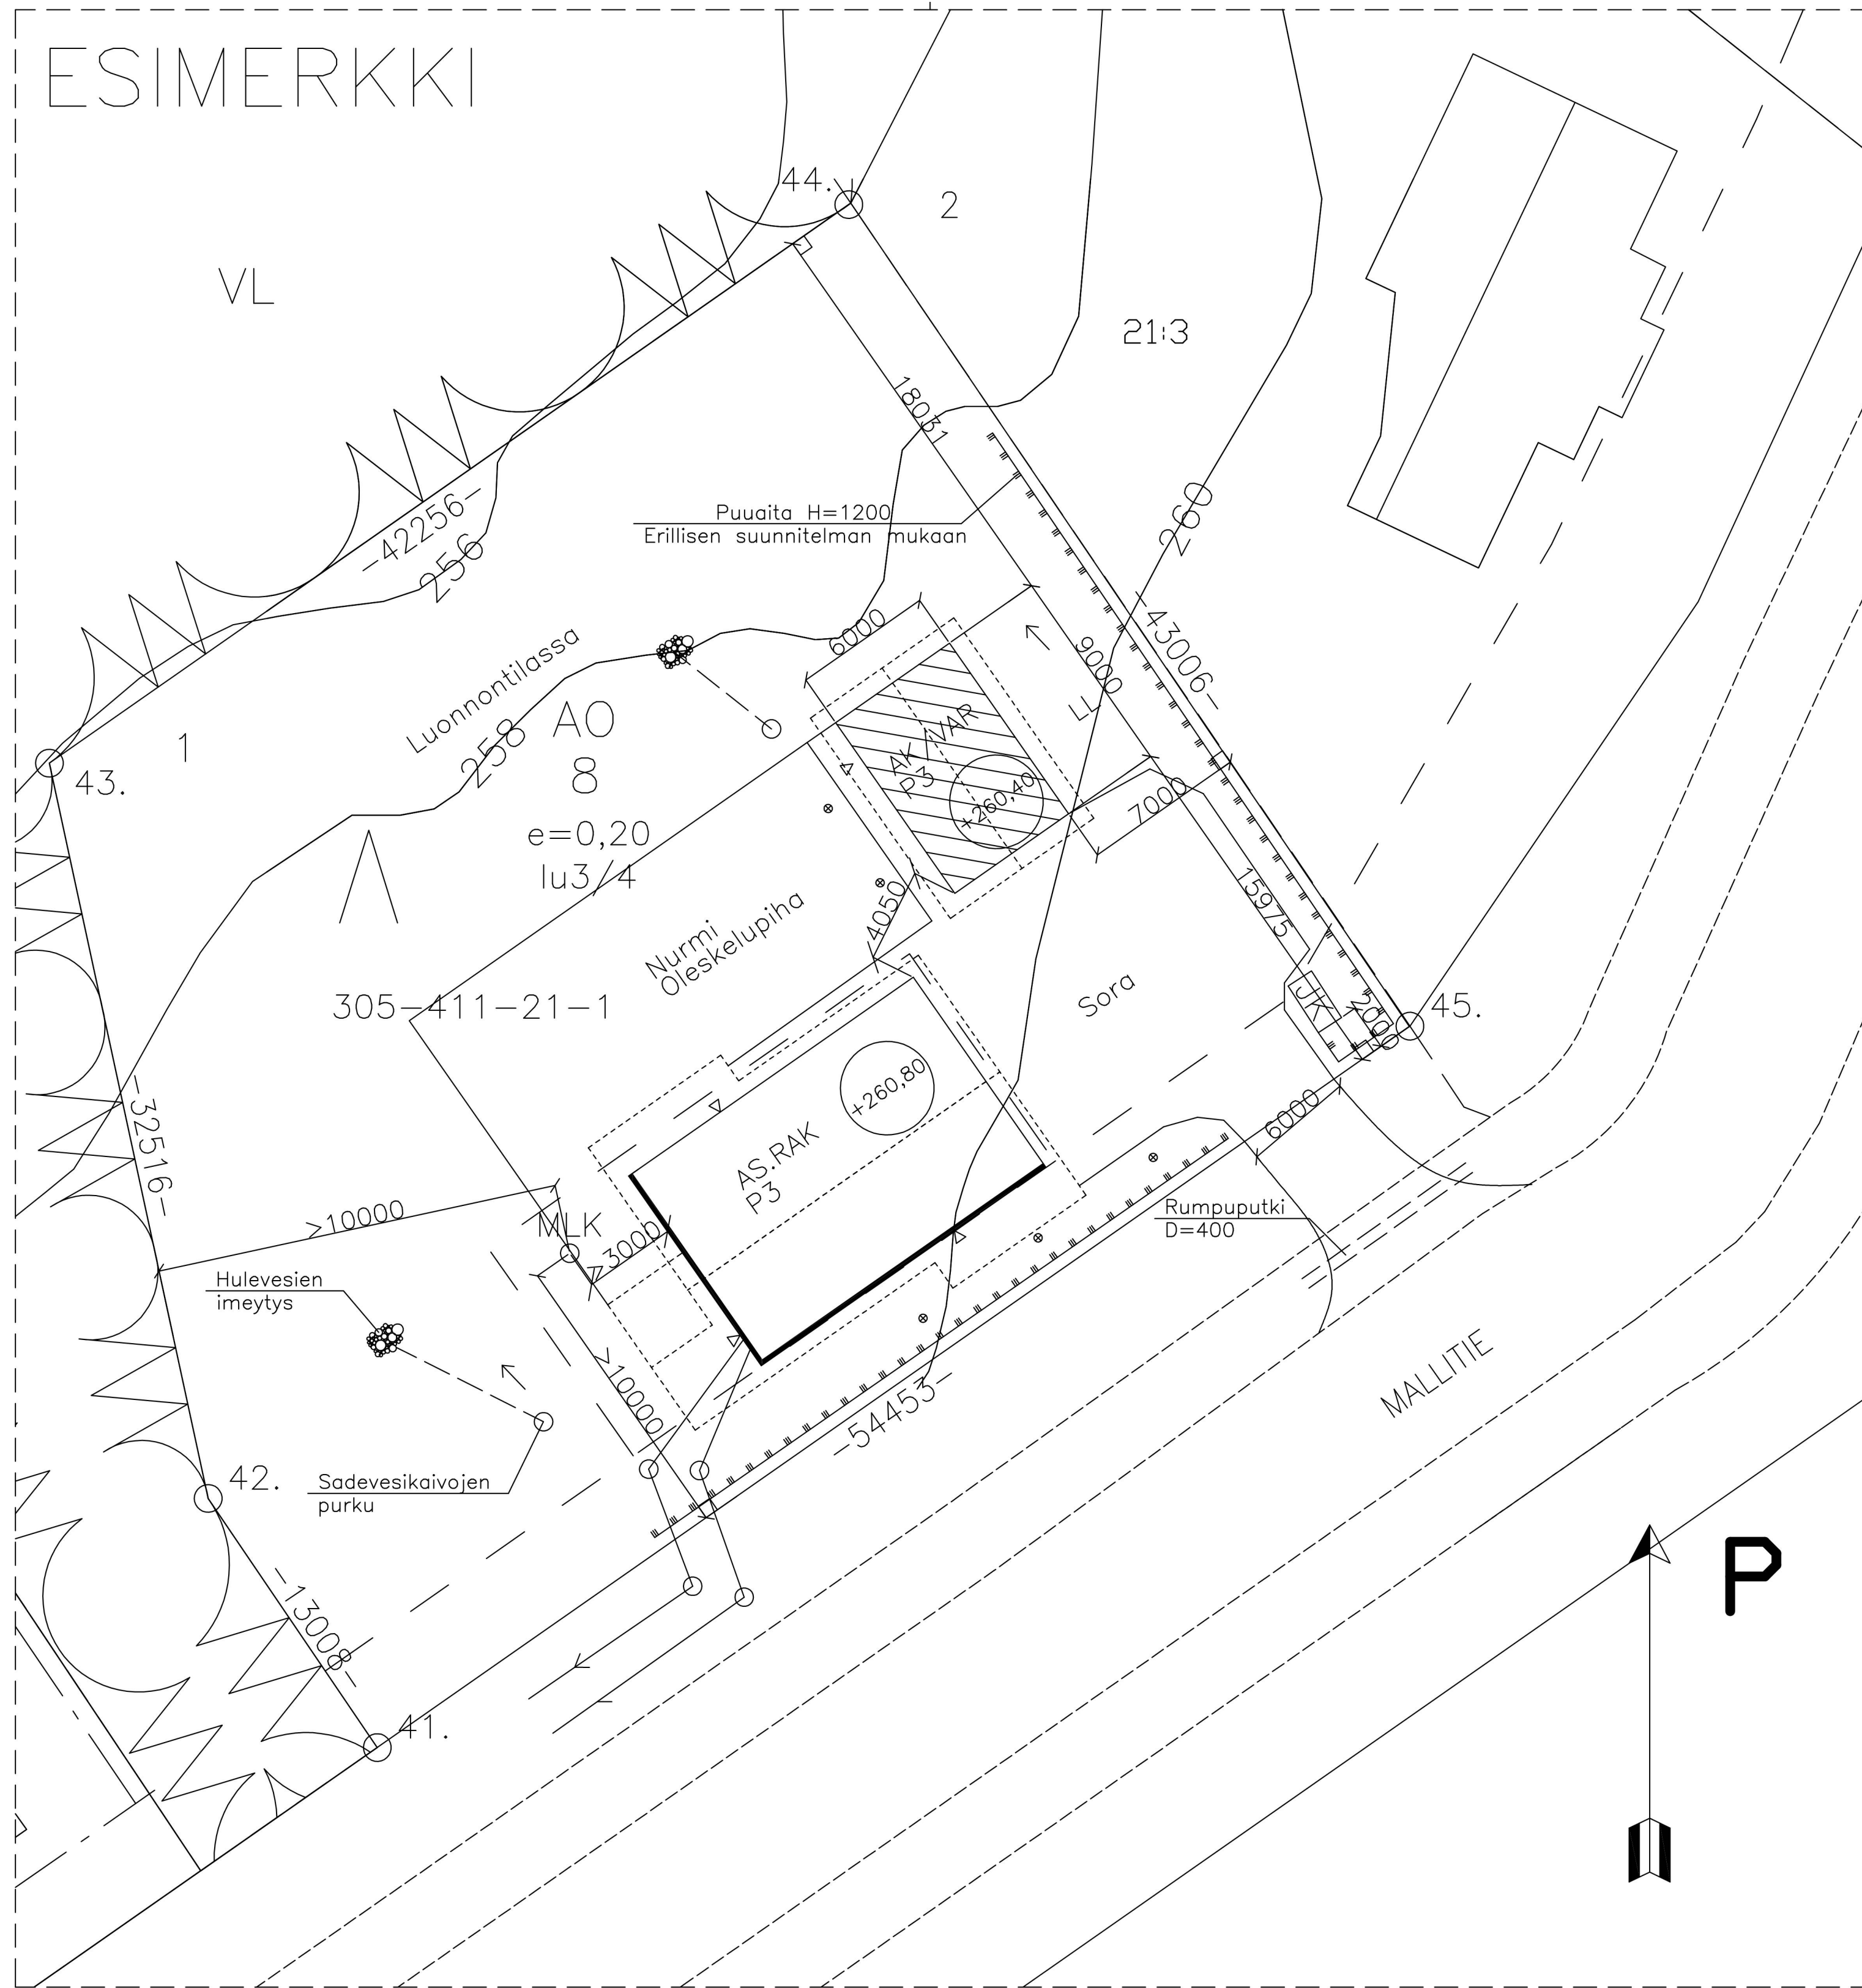 ESIMERKKI
44.
2
VL
21:3
18031
-42256-
256
Puuaita H=1200
Erillisen suunnitelman mukaan
260
-43006-
6000
9000
LL
Luonnontilassa
258
AO
8
e=0,20
Iu3/4
1
43.
AK/VAR
P3
+260,40
7000
15975
4050
Nurmi
Oleskelupiha
Sora
JK
2000
45.
305-411-21-1
+260,80
AS.RAK
P3
6000
-32516-
>10000
MLK
>3000
Rumpuputki
D=400
Hulevesien
imeytys
>10000
-54453-
MALLITIE
42.
Sadevesikaivojen
purku
-13008-
41.
P